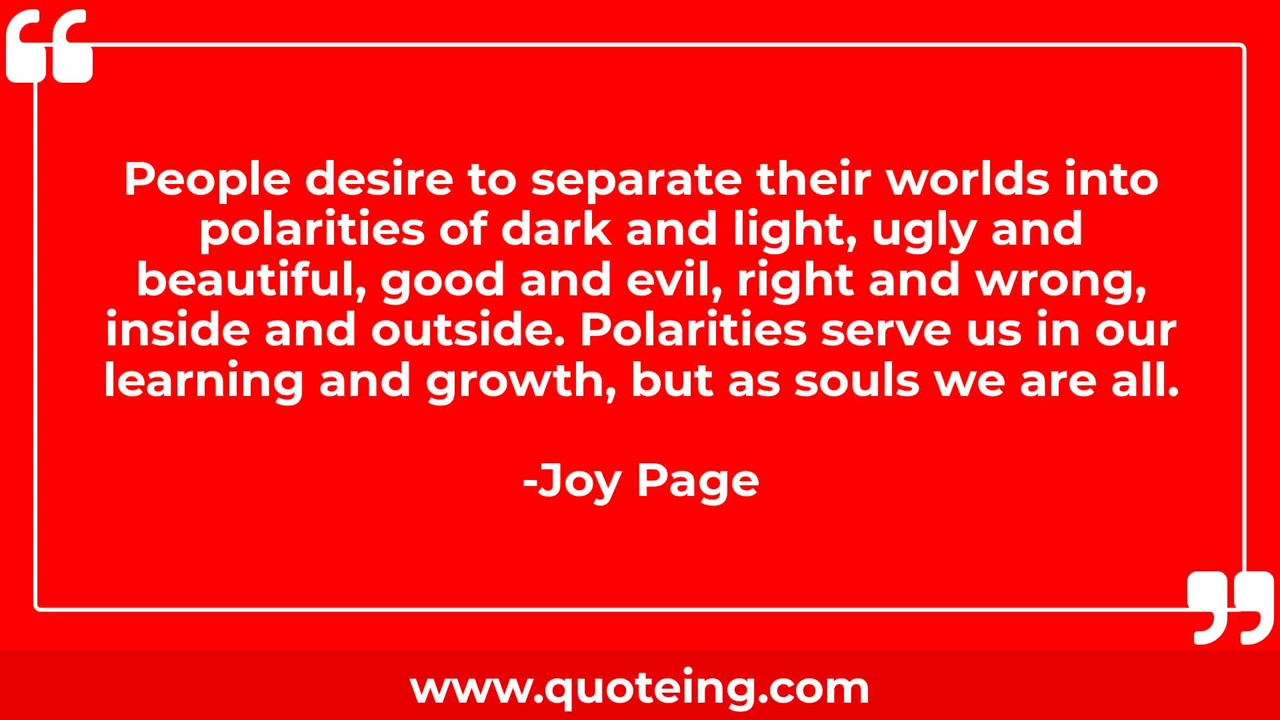 People desire to separate their worlds into
polarities of dark and light, ugly and
beautiful, good and evil, right and wrong,
inside and outside. Polarities serve us in our
learning and growth, but as souls we are all.
-Joy Page
www.quoteing.com